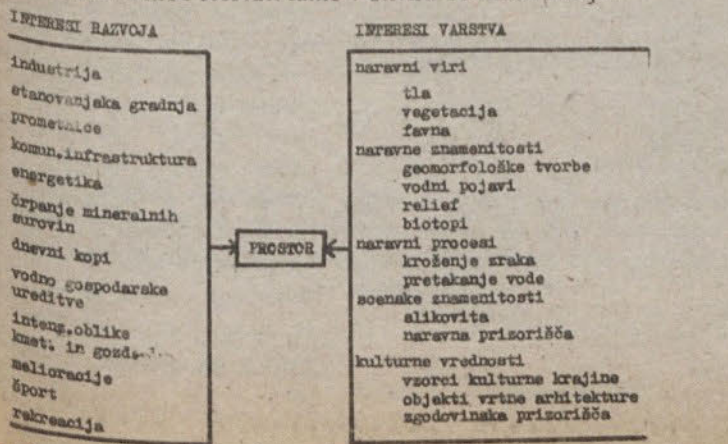 INTERESI RAZVOJA
industrija
stanovanjska gradnja
prometnice
komun.infrastruktura
energetika
črpanje mineralnih
surovin
dnevni kopi
vodno gospodarske
ureditve
intenz.oblike
kmet. in gozd.
melioracije
šport
rekreacija
PROSTOR
INTERESI VARSTVA
naravni viri
tla
vegetacija
favna
naravne znamenitosti
geomorfološke tvorbe
vodni pojavi
relief
biotopi
naravni procesi
kroženje zraka
pretakanje vode
scenske znamenitosti
slikovita
naravna prizorišča
kulturne vrednosti
vzorci kulturne krajine
objekti vrtne arhitekture
zgodovinska prizorišča